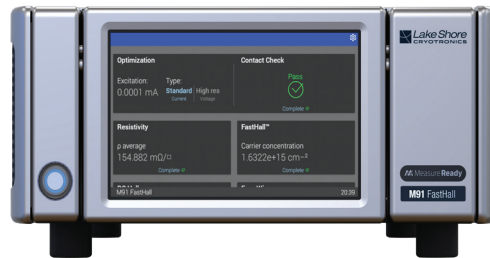 Lake Shore
CRYOTRONICS
Optimization
Excitation:
0.0001 mA
Type:
Standard
Current
High res
Voltage
Contact Check
Pass
Complete
Resistivity
ρ average
154.882 mΩ/□
Complete
FastHall™
Carrier concentration
1.6322e+15 cm⁻²
Complete
M91 FastHall
20:39
MeasureReady
M91 FastHall